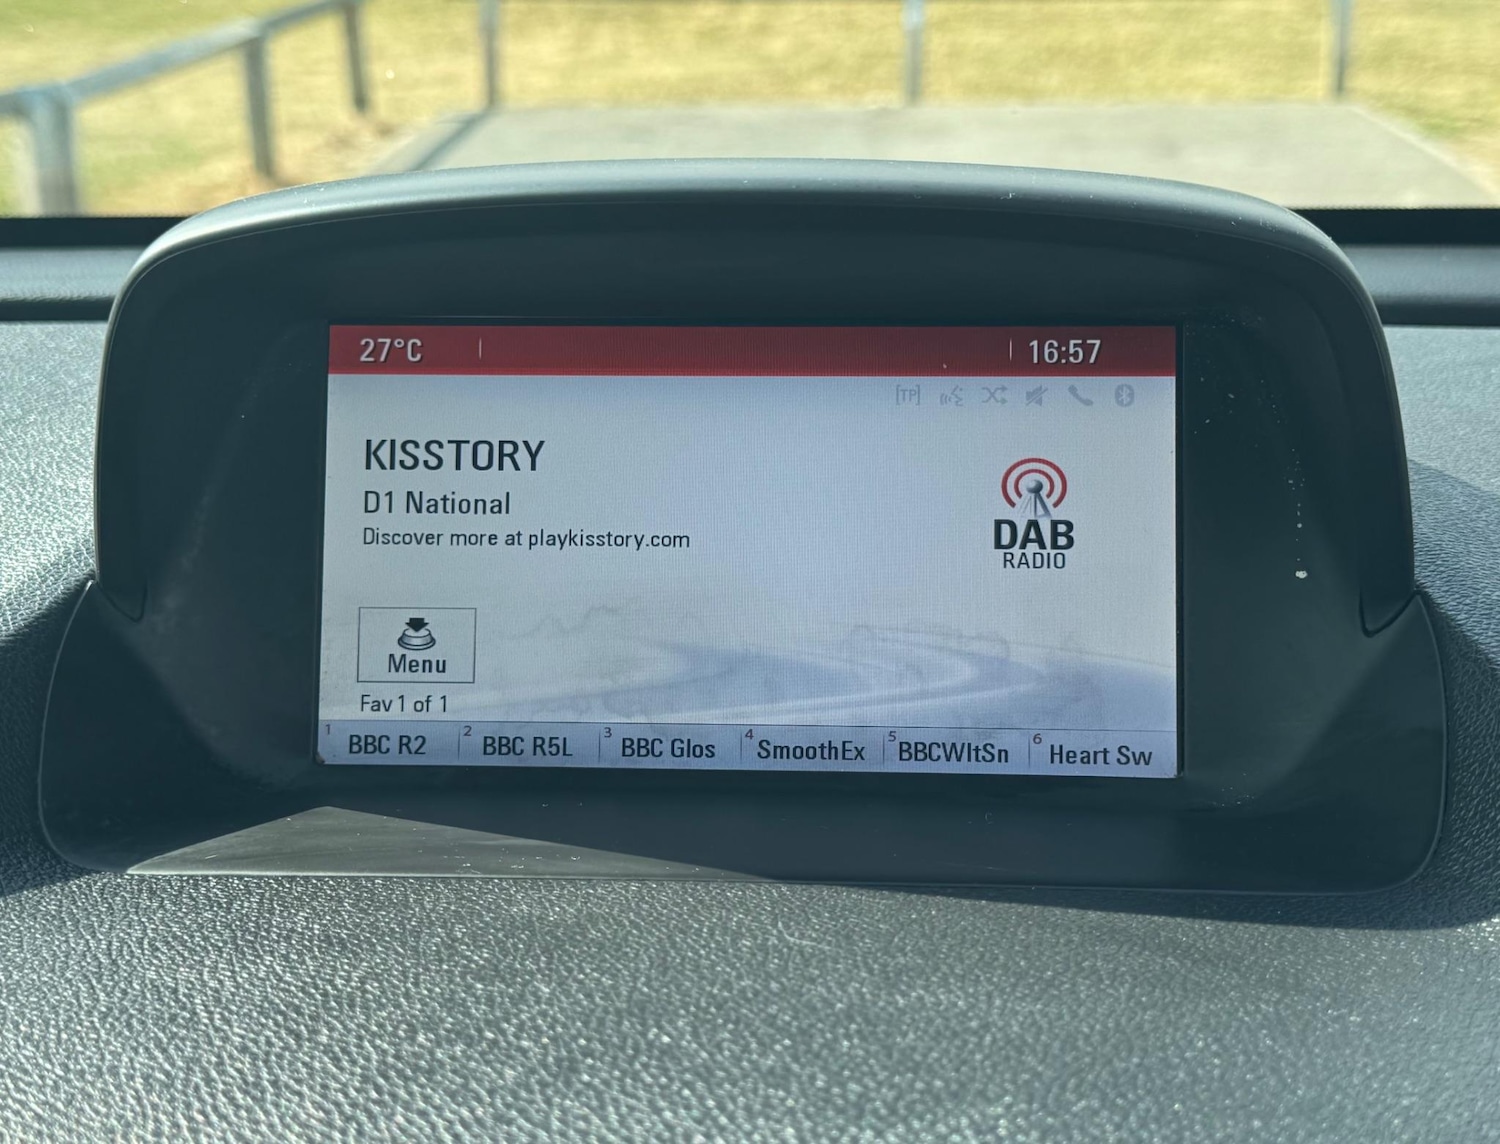 27°C 16:57
[TP]
KISSTORY
D1 National
Discover more at playkisstory.com
DAB
RADIO
Menu
Fav 1 of 1
1 BBC R2 2 BBC R5L 3 BBC Glos 4 SmoothEx 5 BBCWltSn 6 Heart Sw